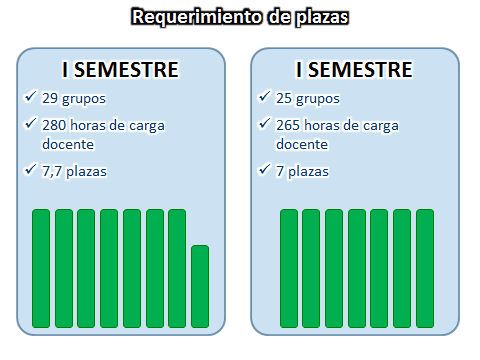 Requerimiento de plazas
I SEMESTRE
29 grupos
280 horas de carga
docente
7,7 plazas
I SEMESTRE
25 grupos
265 horas de carga
docente
7 plazas